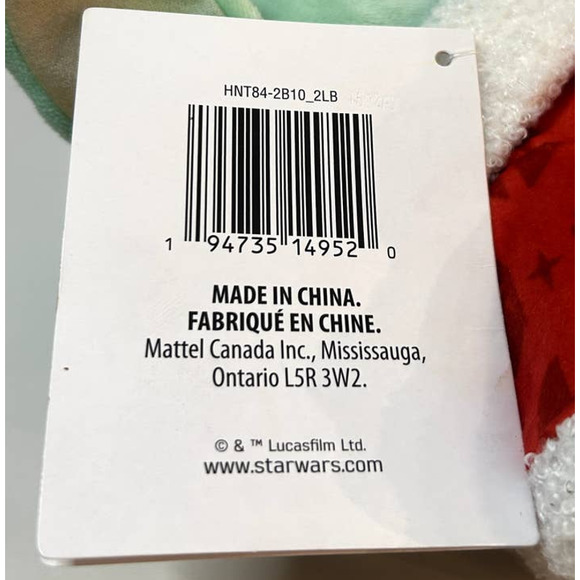 HNT84-2B10_2LB
1 94735 14952 0
MADE IN CHINA.
FABRIQUÉ EN CHINE.
Mattel Canada Inc., Mississauga,
Ontario L5R 3W2.
© & ™ Lucasfilm Ltd.
www.starwars.com